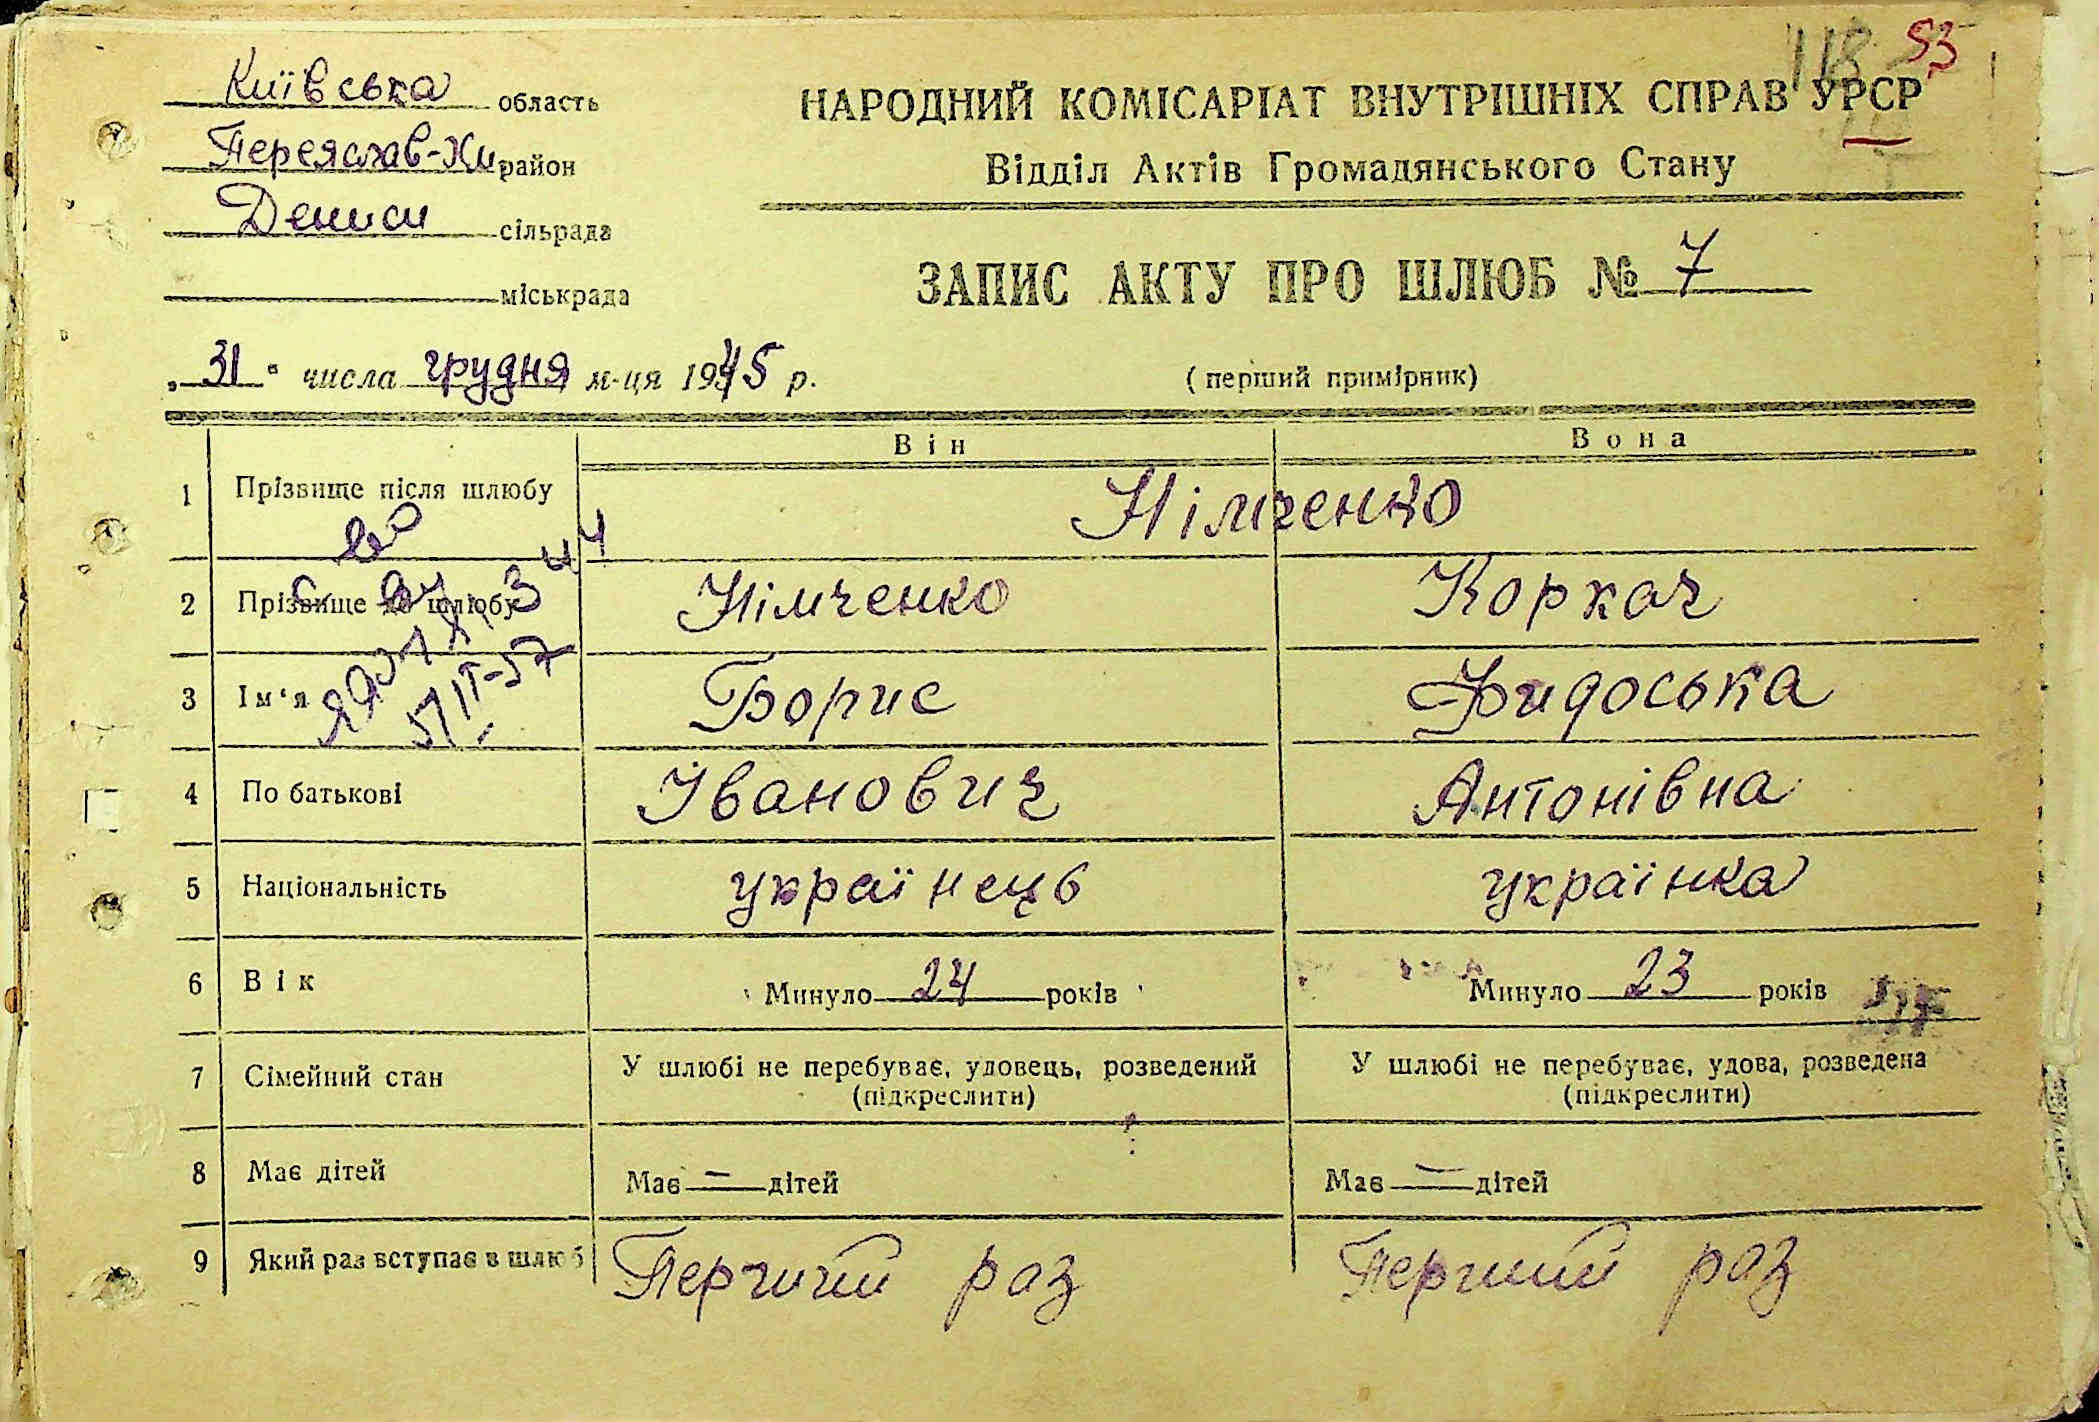 118 53
Київська область
Переяслав-Хм. район
Дениси сільрада
міськрада
НАРОДНИЙ КОМІСАРІАТ ВНУТРІШНІХ СПРАВ УРСР
Відділ Актів Громадянського Стану
ЗАПИС АКТУ ПРО ШЛЮБ № 7
„31" числа грудня м-ця 1945 р.
(перший примірник)
Він Вона
1 Прізвище після шлюбу Німченко
2 Прізвище до шлюбу Німченко Коркач
3 Ім'я Борис Фидоська
4 По батькові Іванович Антонівна
5 Національність українець українка
6 Вік Минуло 24 років Минуло 23 років
7 Сімейний стан У шлюбі не перебуває, удовець, розведений У шлюбі не перебуває, удова, розведена
(підкреслити) (підкреслити)
8 Має дітей Має — дітей Має — дітей
9 Який раз вступає в шлюб Перчий раз Перший раз